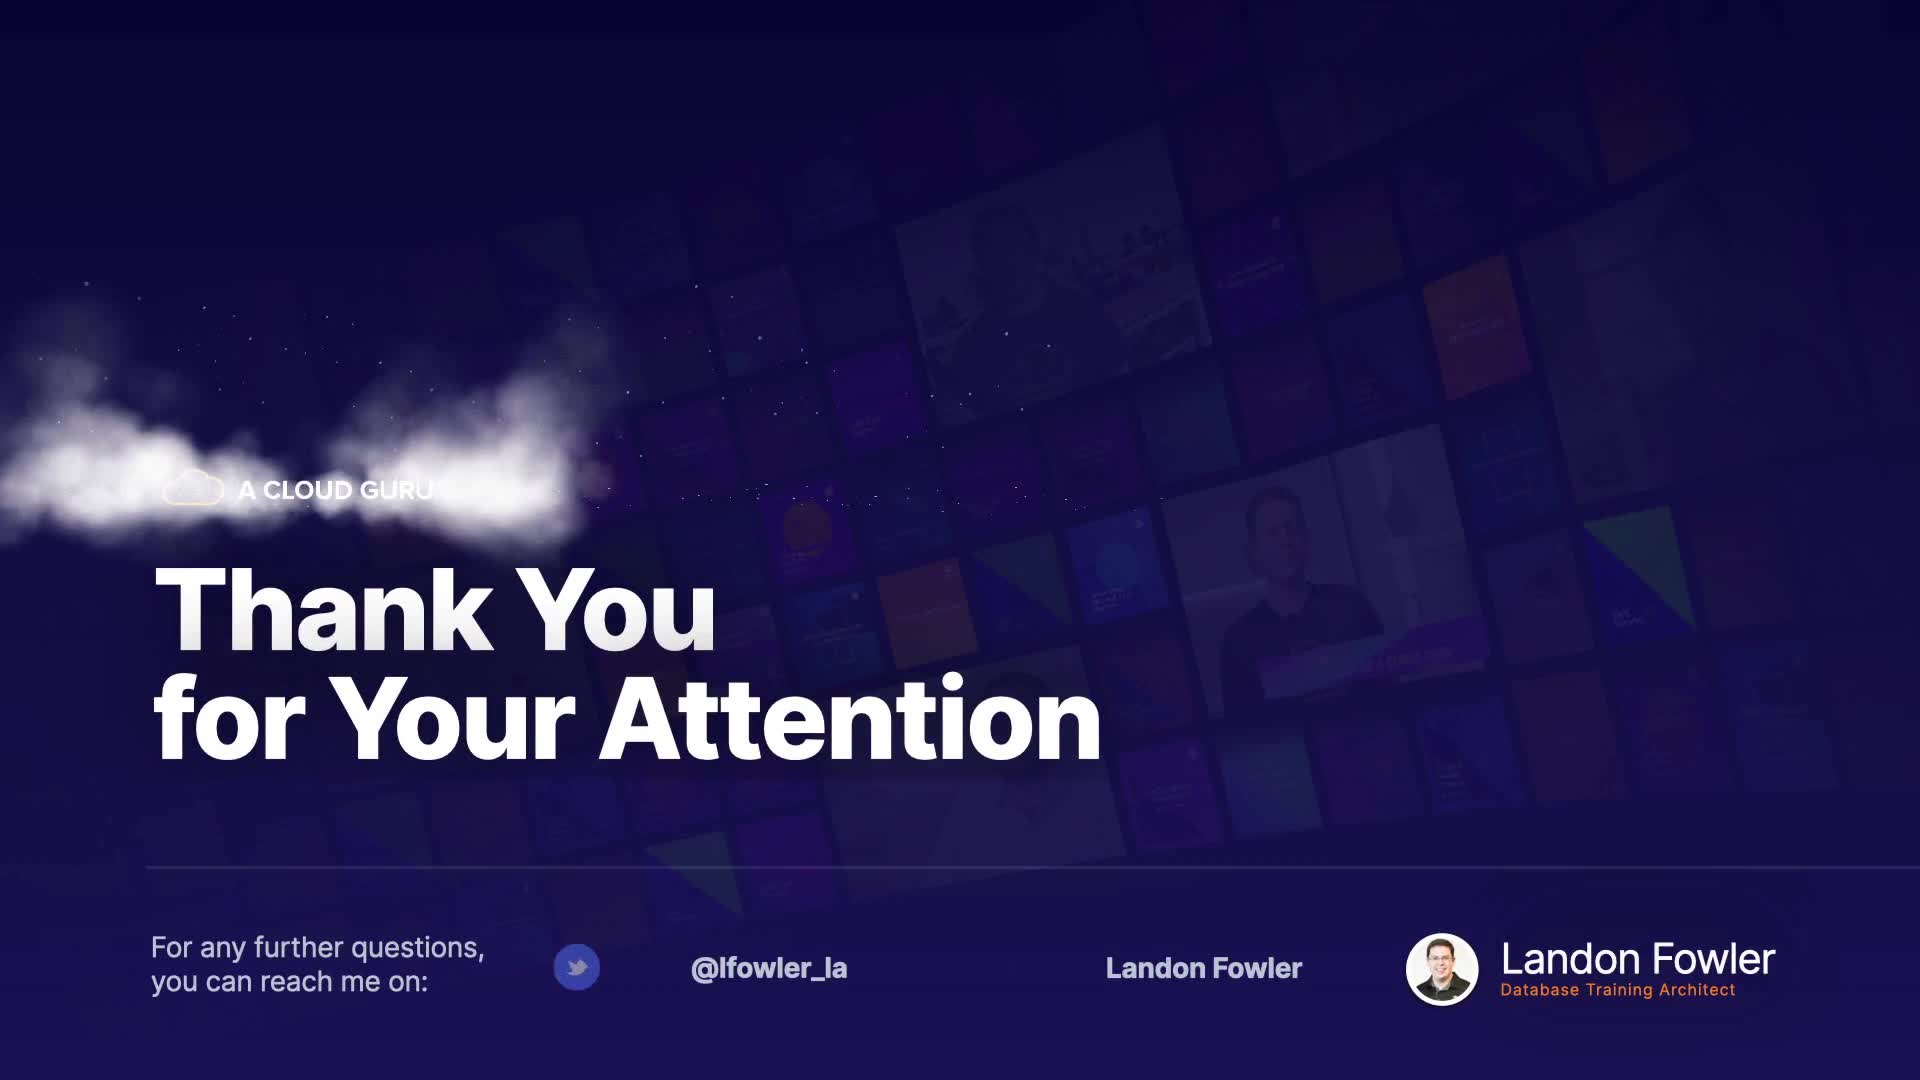 A CLOUD GURU
Thank You
for Your Attention
For any further questions,
you can reach me on:
@lfowler_la
Landon Fowler
Landon Fowler
Database Training Architect